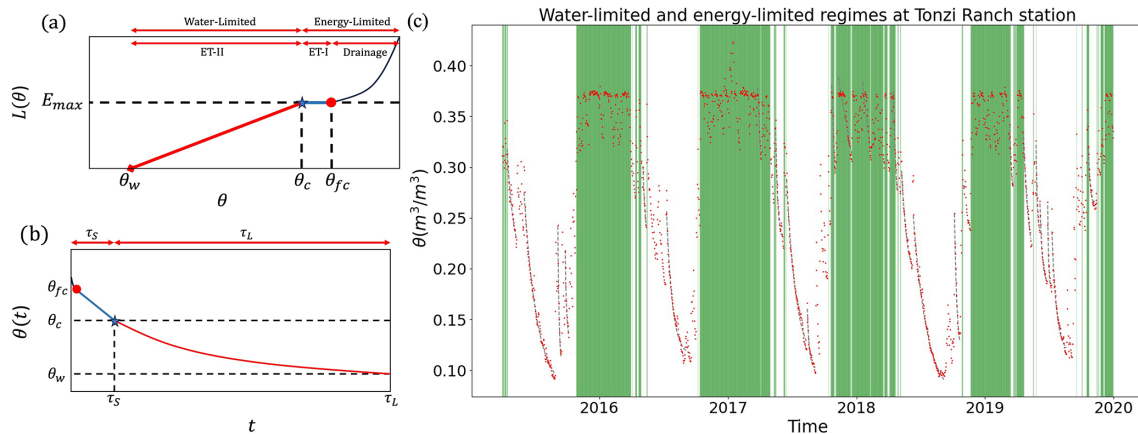 (a)
Water-Limited
Energy-Limited
ET-II
ET-I
Drainage
L(θ)
E_max
θ_w
θ_c
θ_fc
θ
(b)
τ_S
τ_L
θ(t)
θ_fc
θ_c
θ_w
τ_S
τ_L
t
(c)
Water-limited and energy-limited regimes at Tonzi Ranch station
θ(m³/m³)
0.40
0.35
0.30
0.25
0.20
0.15
0.10
2016
2017
2018
2019
2020
Time